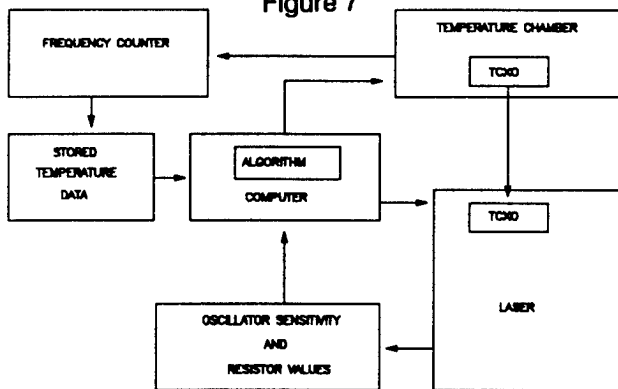 Figure 7
FREQUENCY COUNTER
TEMPERATURE CHAMBER
TCXO
STORED
TEMPERATURE
DATA
ALGORITHM
COMPUTER
TCXO
LASER
OSCILLATOR SENSITIVITY
AND
RESISTOR VALUES